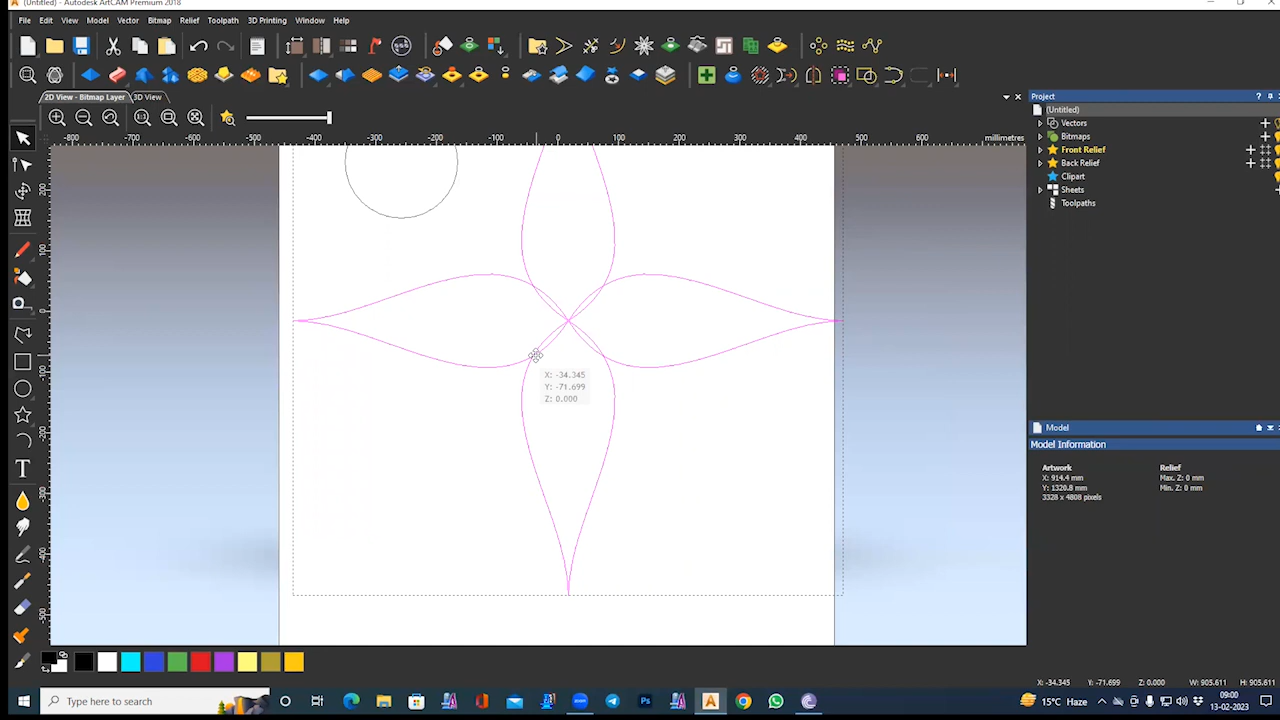 (Untitled) - Autodesk ArtCAM Premium 2018
File Edit View Model Vector Bitmap Relief Toolpath 3D Printing Window Help
2D View - Bitmap Layer 3D View
-800 -700 -500 -400 -300 -200 -100 0 100 200 300 400 500 600 millimetres
200
100
0
-100
X: -34.345
Y: -71.699
Z: 0.000
Project
(Untitled)
Vectors
Bitmaps
Front Relief
Back Relief
Clipart
Sheets
Toolpaths
Model
Model Information
Artwork Relief
X: 914.4 mm Max. Z: 0 mm
Y: 1320.8 mm Min. Z: 0 mm
3328 x 4808 pixels
X: -34.345 Y: -71.699 Z: 0.000 W: 905.611 H: 905.611
Type here to search
15°C Haze
09:00
13-02-2023